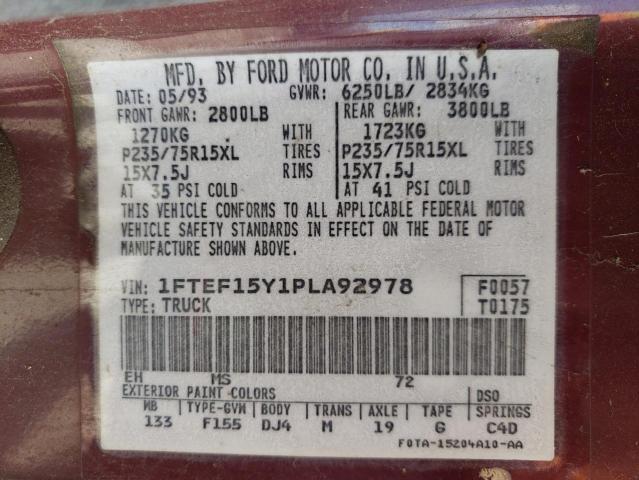 MFD. BY FORD MOTOR CO. IN U.S.A.
DATE: 05/93 GVWR: 6250LB/ 2834KG
FRONT GAWR: 2800LB REAR GAWR: 3800LB
1270KG WITH 1723KG WITH
P235/75R15XL TIRES P235/75R15XL TIRES
15X7.5J RIMS 15X7.5J RIMS
AT 35 PSI COLD AT 41 PSI COLD
THIS VEHICLE CONFORMS TO ALL APPLICABLE FEDERAL MOTOR
VEHICLE SAFETY STANDARDS IN EFFECT ON THE DATE OF
MANUFACTURE SHOWN ABOVE.
VIN: 1FTEF15Y1PLA92978 F0057
TYPE: TRUCK T0175
EH MS 72
EXTERIOR PAINT COLORS DSO
WB TYPE-GVW BODY TRANS AXLE TAPE SPRINGS
133 F155 DJ4 M 19 G C4D
F0TA-15204A10-AA